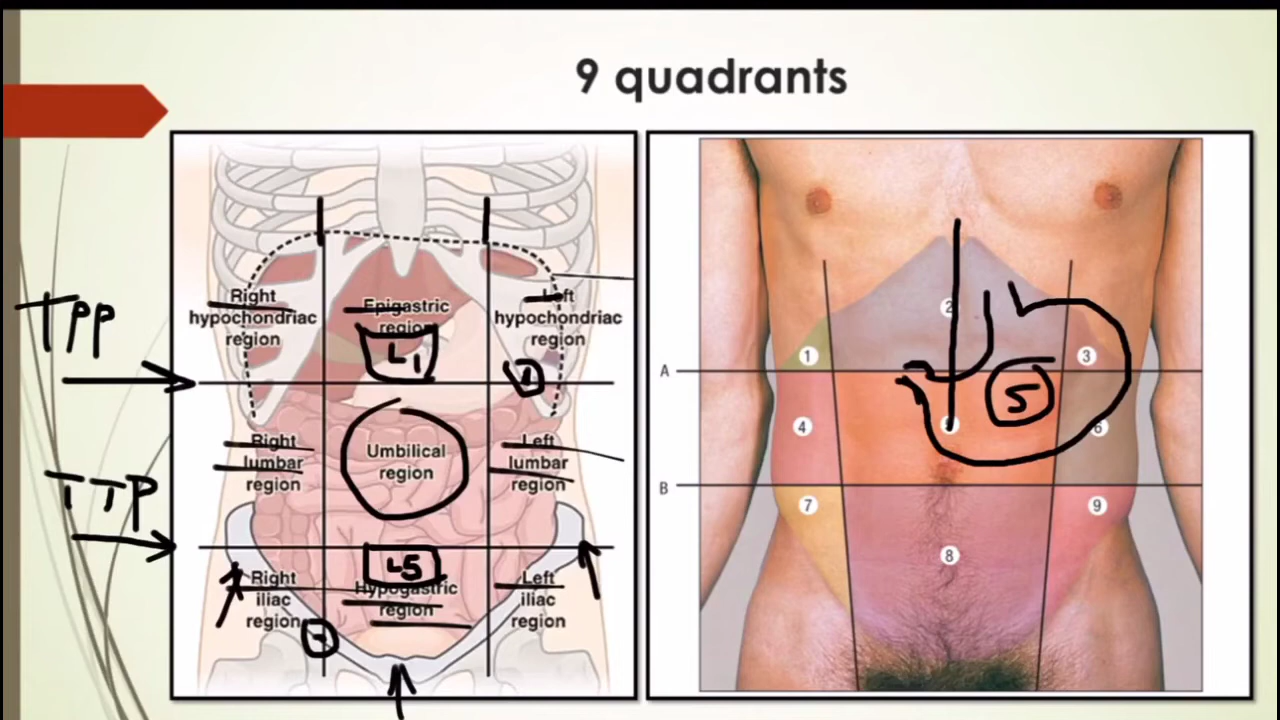 9 quadrants
TPP
TTP
Right
hypochondriac
region
Epigastric
region
L1
Left
hypochondriac
region
Right
lumbar
region
Umbilical
region
Left
lumbar
region
Right
iliac
region
L5
Hypogastric
region
Left
iliac
region
A
B
1
2
3
4
5
6
7
8
9